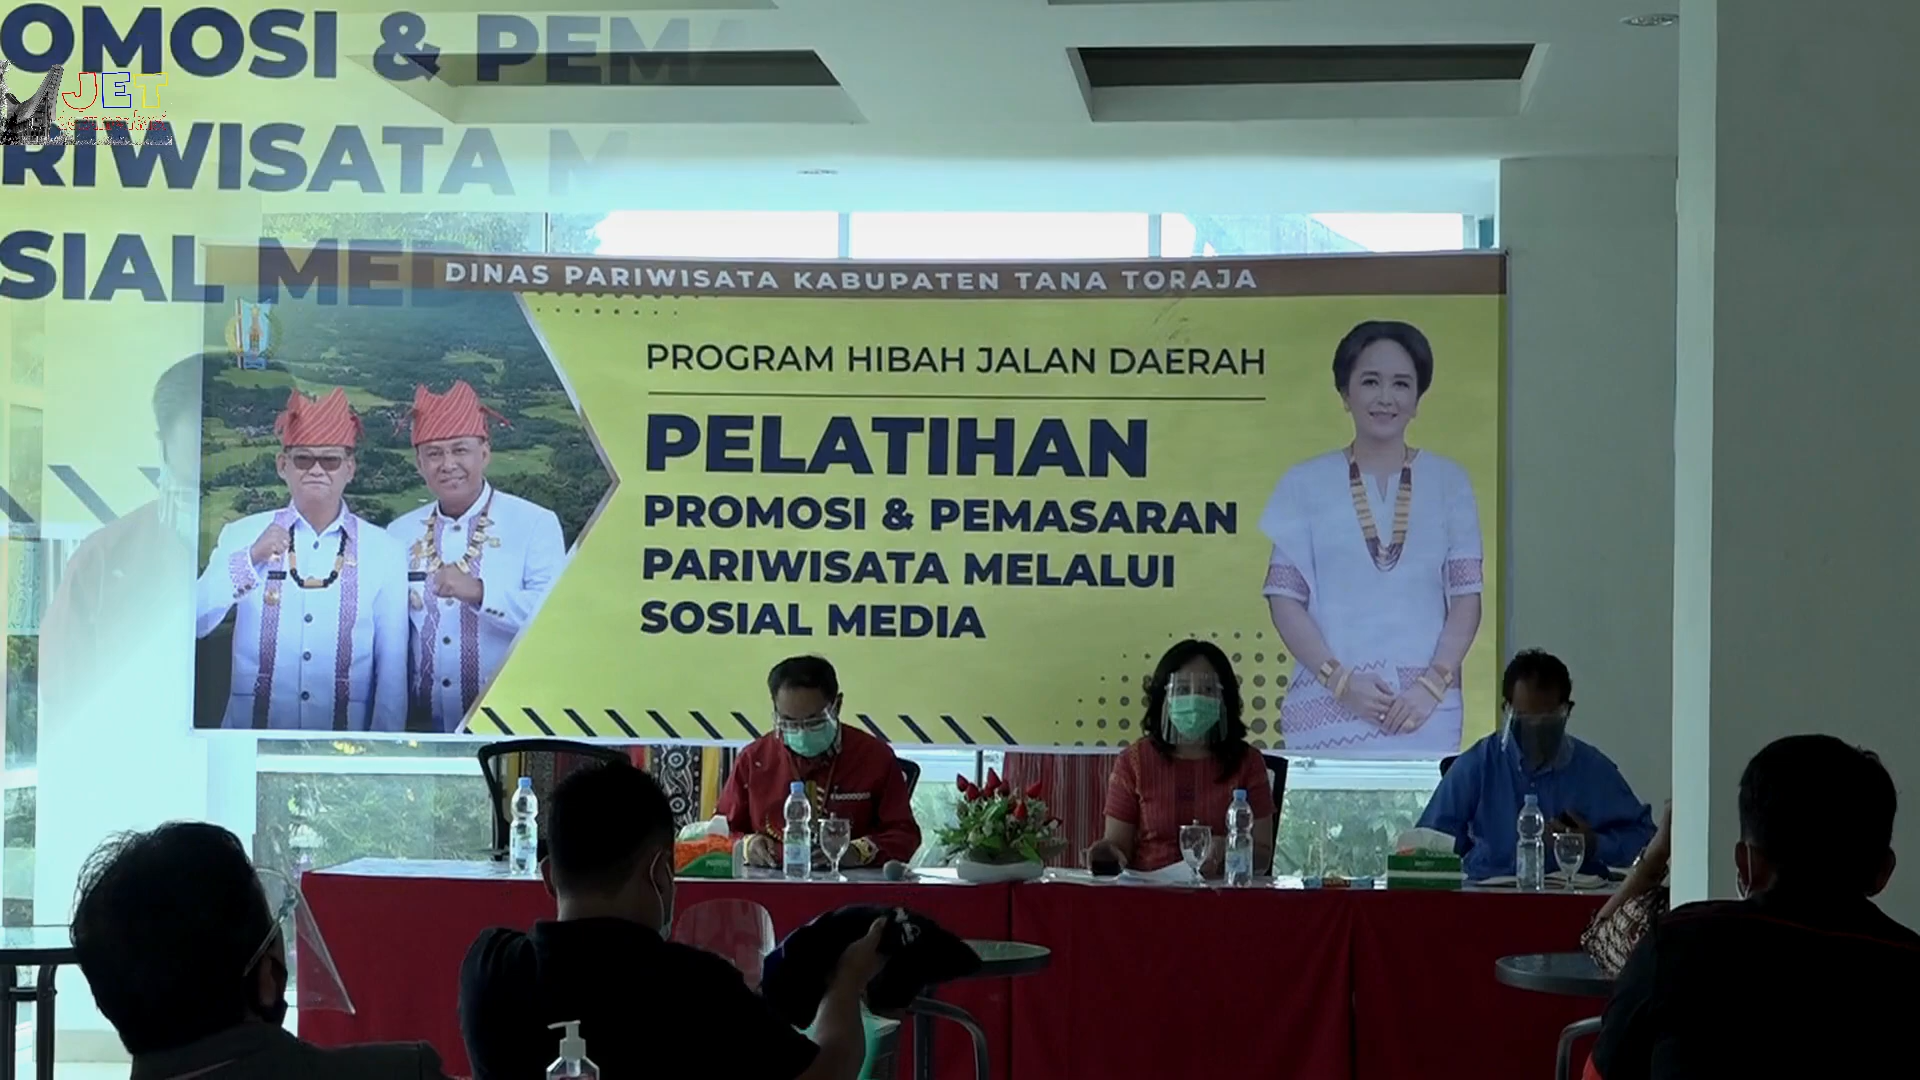 OMOSI & PEMA
JET
RIWISATA M
SIAL MED
DINAS PARIWISATA KABUPATEN TANA TORAJA
PROGRAM HIBAH JALAN DAERAH
PELATIHAN
PROMOSI & PEMASARAN
PARIWISATA MELALUI
SOSIAL MEDIA